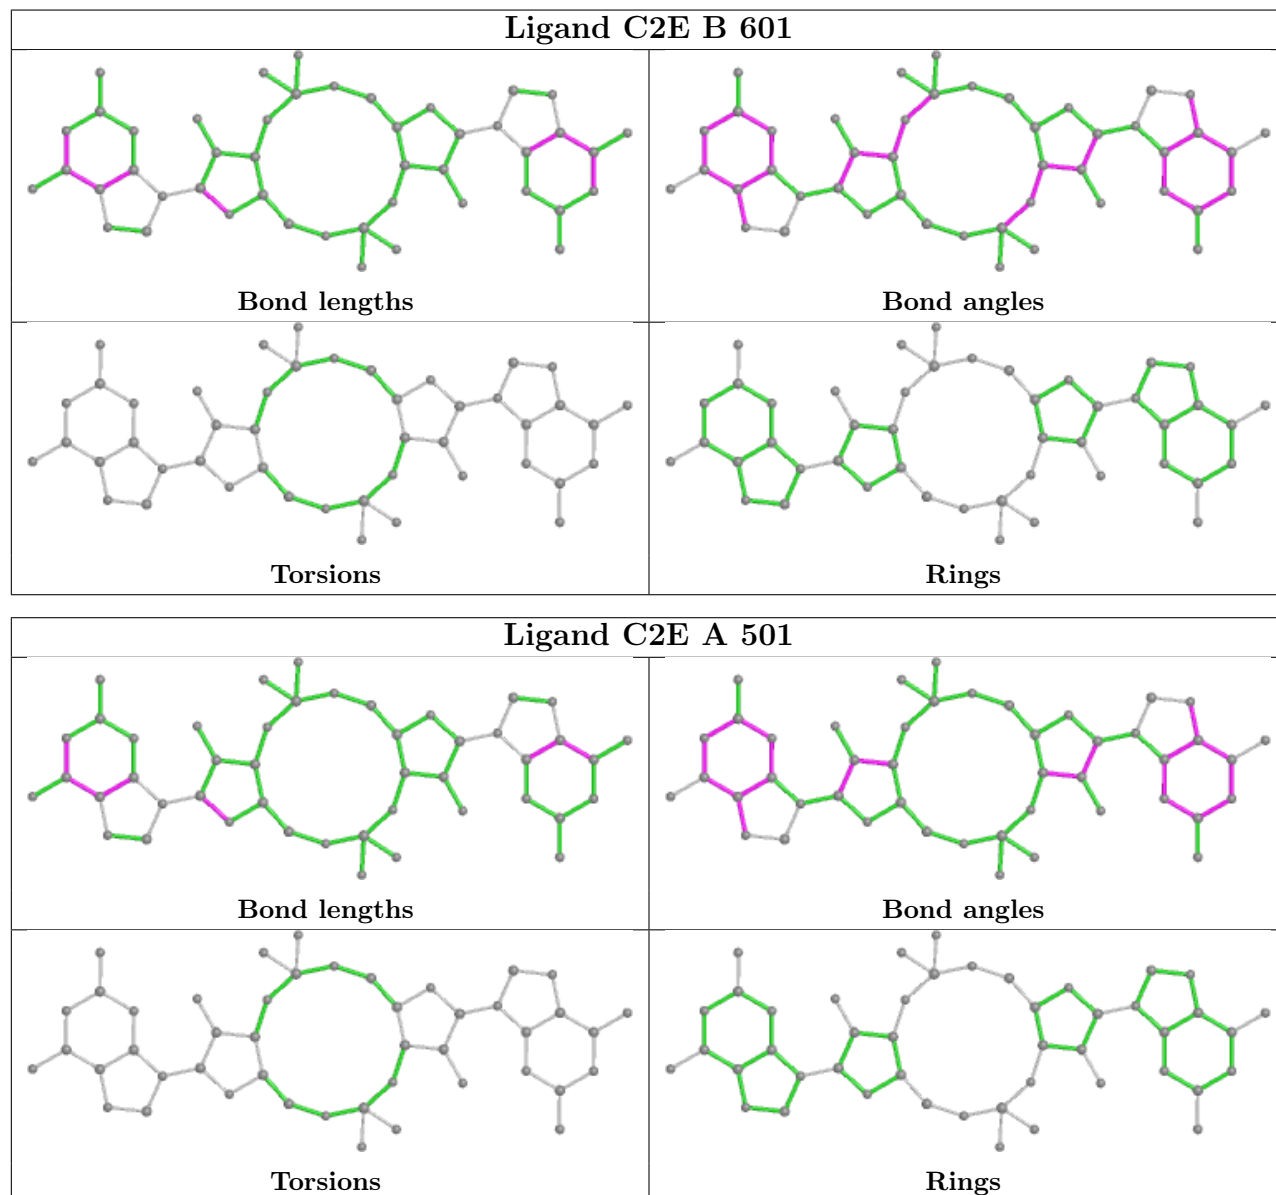 Ligand C2E B 601
Bond lengths
Bond angles
Torsions
Rings
Ligand C2E A 501
Bond lengths
Bond angles
Torsions
Rings